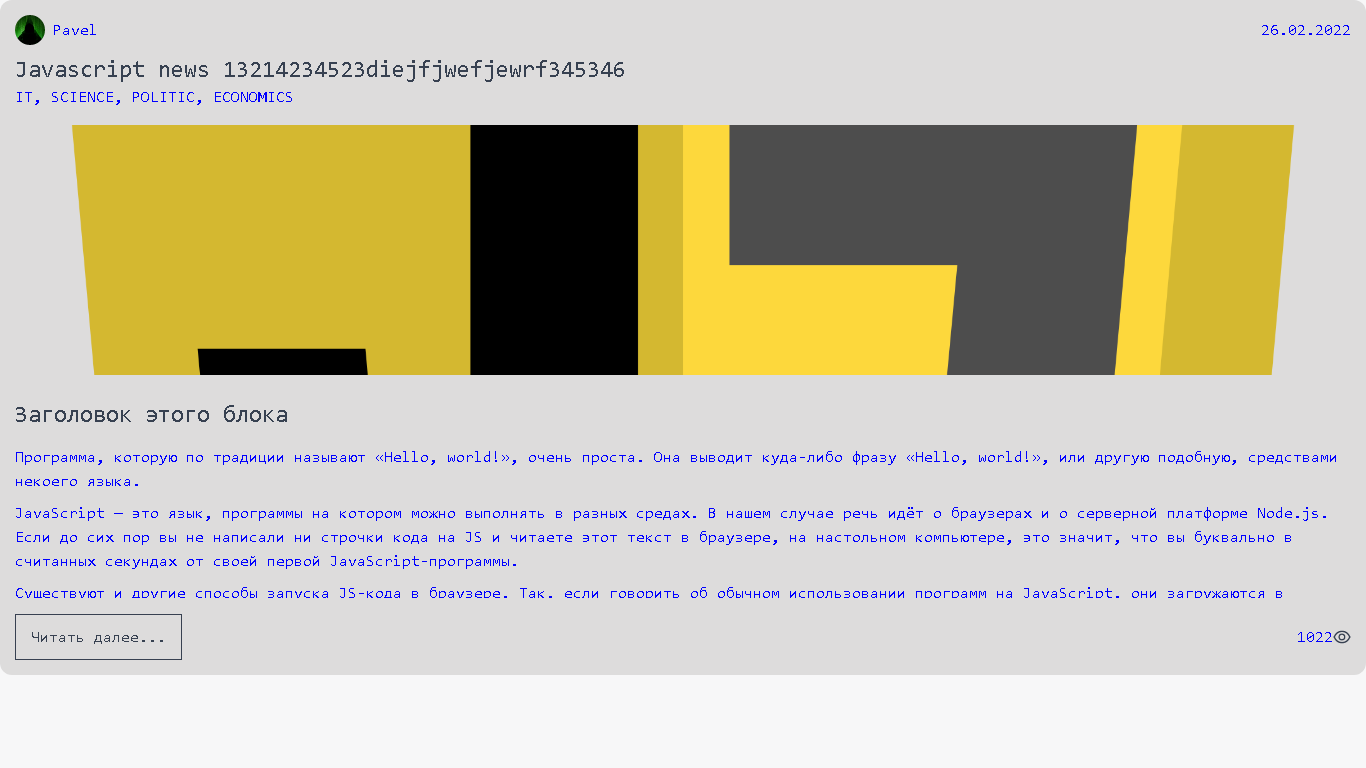 Pavel
26.02.2022
Javascript news 13214234523diejfjwefjewrf345346
IT, SCIENCE, POLITIC, ECONOMICS
Заголовок этого блока
Программа, которую по традиции называют «Hello, world!», очень проста. Она выводит куда-либо фразу «Hello, world!», или другую подобную, средствами
некоего языка.
JavaScript — это язык, программы на котором можно выполнять в разных средах. В нашем случае речь идёт о браузерах и о серверной платформе Node.js.
Если до сих пор вы не написали ни строчки кода на JS и читаете этот текст в браузере, на настольном компьютере, это значит, что вы буквально в
считанных секундах от своей первой JavaScript-программы.
Существуют и другие способы запуска JS-кода в браузере. Так, если говорить об обычном использовании программ на JavaScript, они загружаются в
Читать далее...
1022